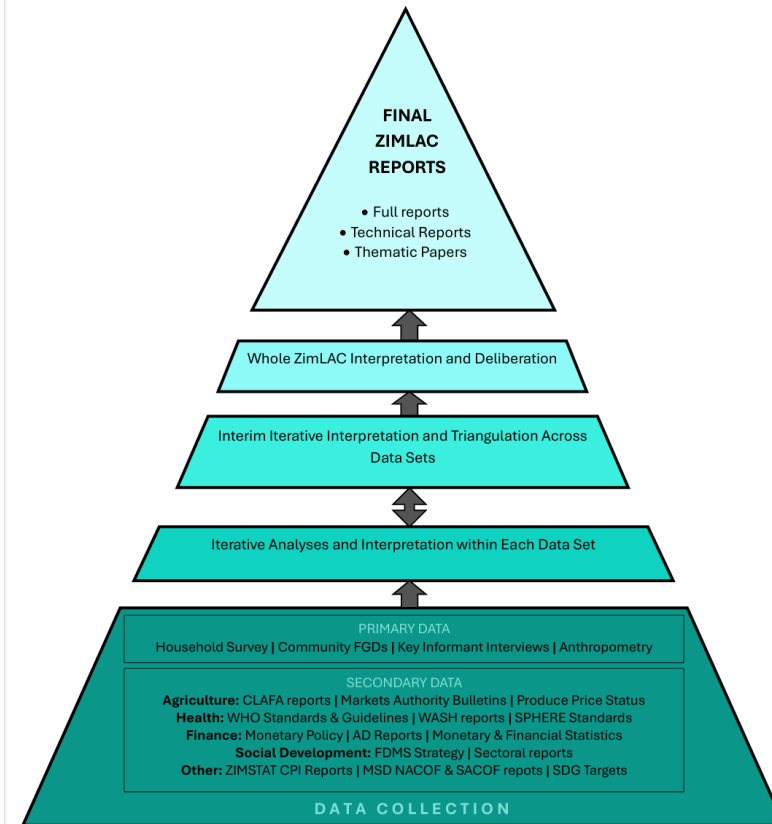 FINAL
ZIMLAC
REPORTS
• Full reports
• Technical Reports
• Thematic Papers
Whole ZimLAC Interpretation and Deliberation
Interim Iterative Interpretation and Triangulation Across
Data Sets
Iterative Analyses and Interpretation within Each Data Set
PRIMARY DATA
Household Survey | Community FGDs | Key Informant Interviews | Anthropometry
SECONDARY DATA
Agriculture: CLAFA reports | Markets Authority Bulletins | Produce Price Status
Health: WHO Standards & Guidelines | WASH reports | SPHERE Standards
Finance: Monetary Policy | AD Reports | Monetary & Financial Statistics
Social Development: FDMS Strategy | Sectoral reports
Other: ZIMSTAT CPI Reports | MSD NACOF & SACOF repots | SDG Targets
DATA COLLECTION